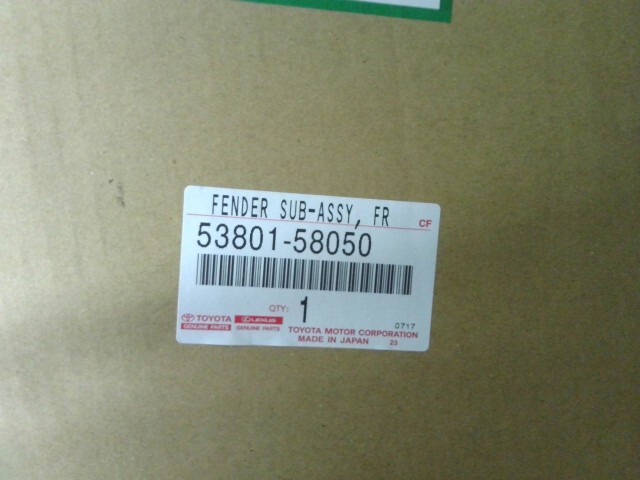 FENDER SUB-ASSY, FR
CF
53801-58050
QTY: 1
0717
TOYOTA LEXUS
GENUINE PARTS GENUINE PARTS
TOYOTA MOTOR CORPORATION
MADE IN JAPAN 23